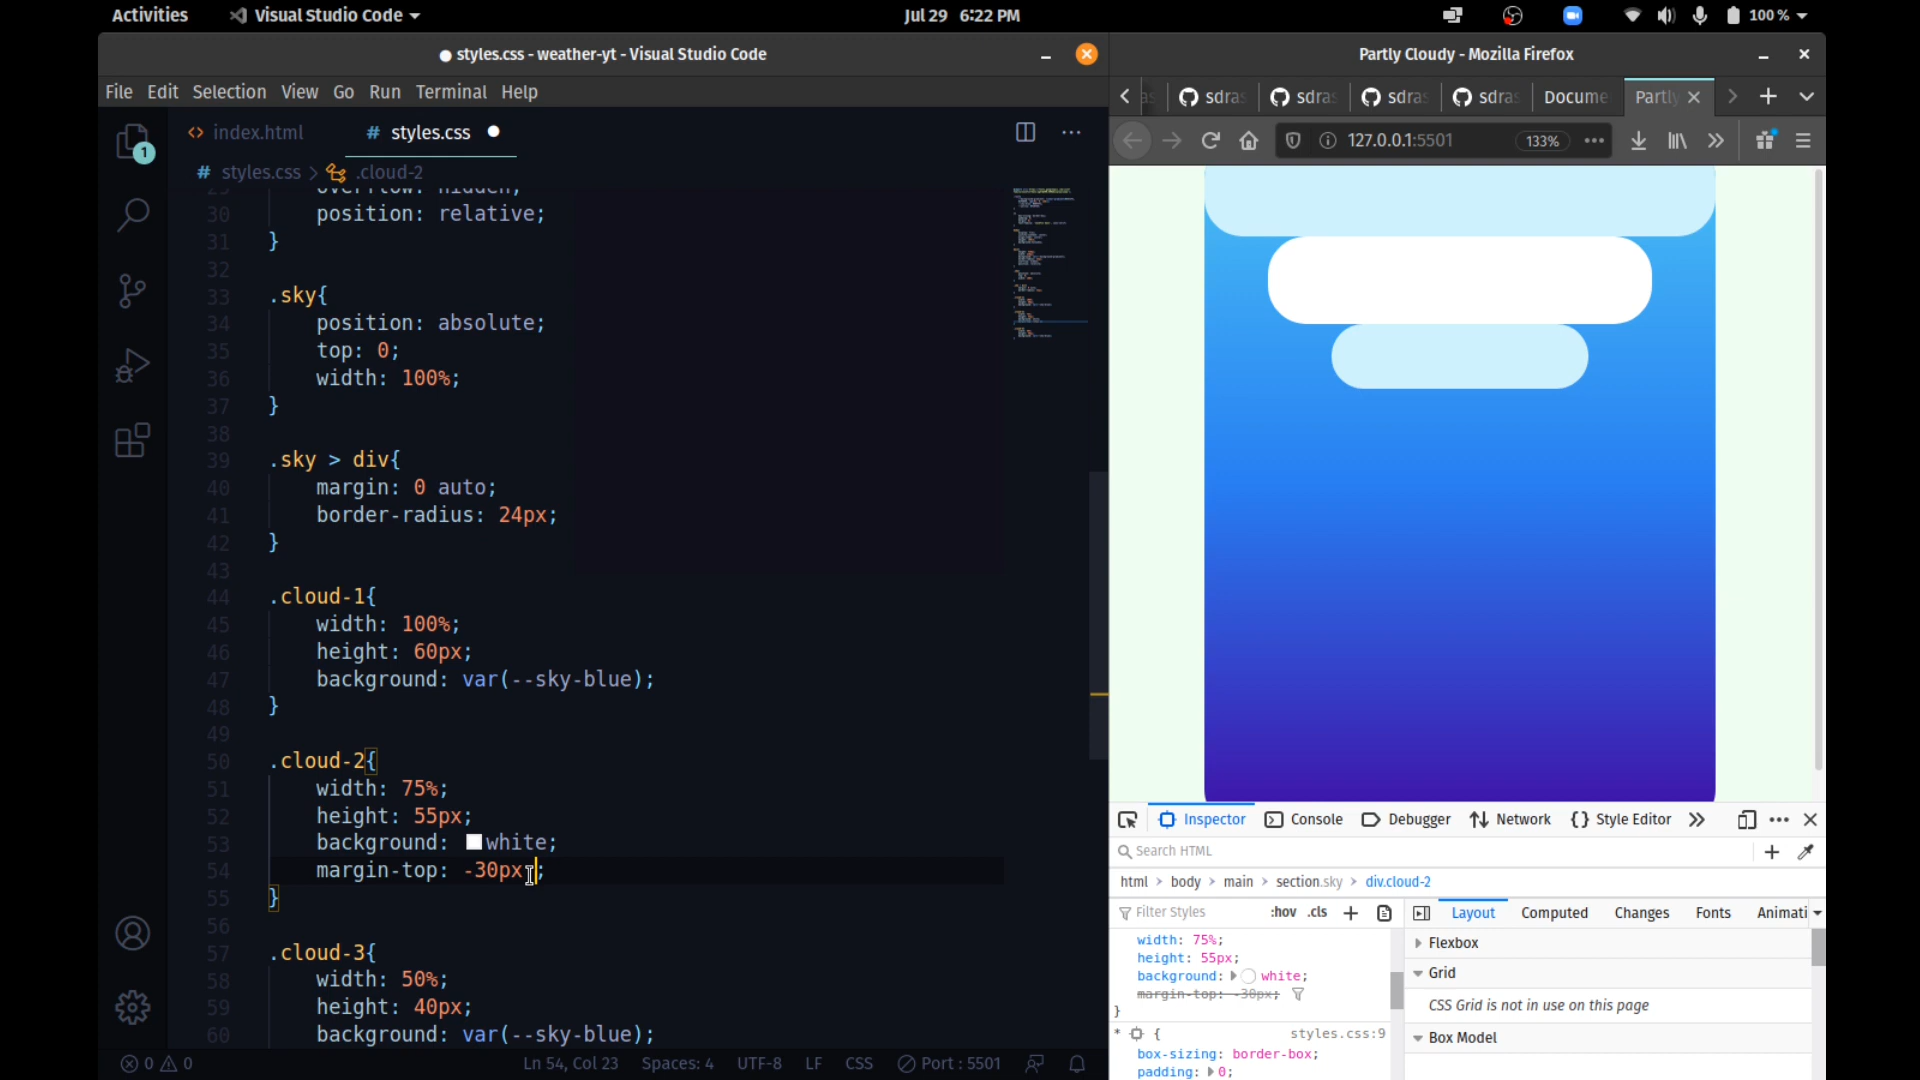 Activities
Visual Studio Code
Jul 29 6:22 PM
100 %
styles.css - weather-yt - Visual Studio Code
File Edit Selection View Go Run Terminal Help
1
index.html
# styles.css
# styles.css > .cloud-2
30 position: relative;
31 }
32
33 .sky{
34 position: absolute;
35 top: 0;
36 width: 100%;
37 }
38
39 .sky > div{
40 margin: 0 auto;
41 border-radius: 24px;
42 }
43
44 .cloud-1{
45 width: 100%;
46 height: 60px;
47 background: var(--sky-blue);
48 }
49
50 .cloud-2{
51 width: 75%;
52 height: 55px;
53 background: white;
54 margin-top: -30px ;
55 }
56
57 .cloud-3{
58 width: 50%;
59 height: 40px;
60 background: var(--sky-blue);
0 0
Ln 54, Col 23 Spaces: 4 UTF-8 LF CSS Port : 5501
Partly Cloudy - Mozilla Firefox
sdras sdras sdras sdras Docume Partly
127.0.0.1:5501 133%
Inspector Console Debugger Network Style Editor
Search HTML
html > body > main > section.sky > div.cloud-2
Filter Styles :hov .cls
Layout Computed Changes Fonts Animati
width: 75%;
height: 55px;
background: white;
margin-top: -30px;
}
* { styles.css:9
box-sizing: border-box;
padding: 0;
Flexbox
Grid
CSS Grid is not in use on this page
Box Model